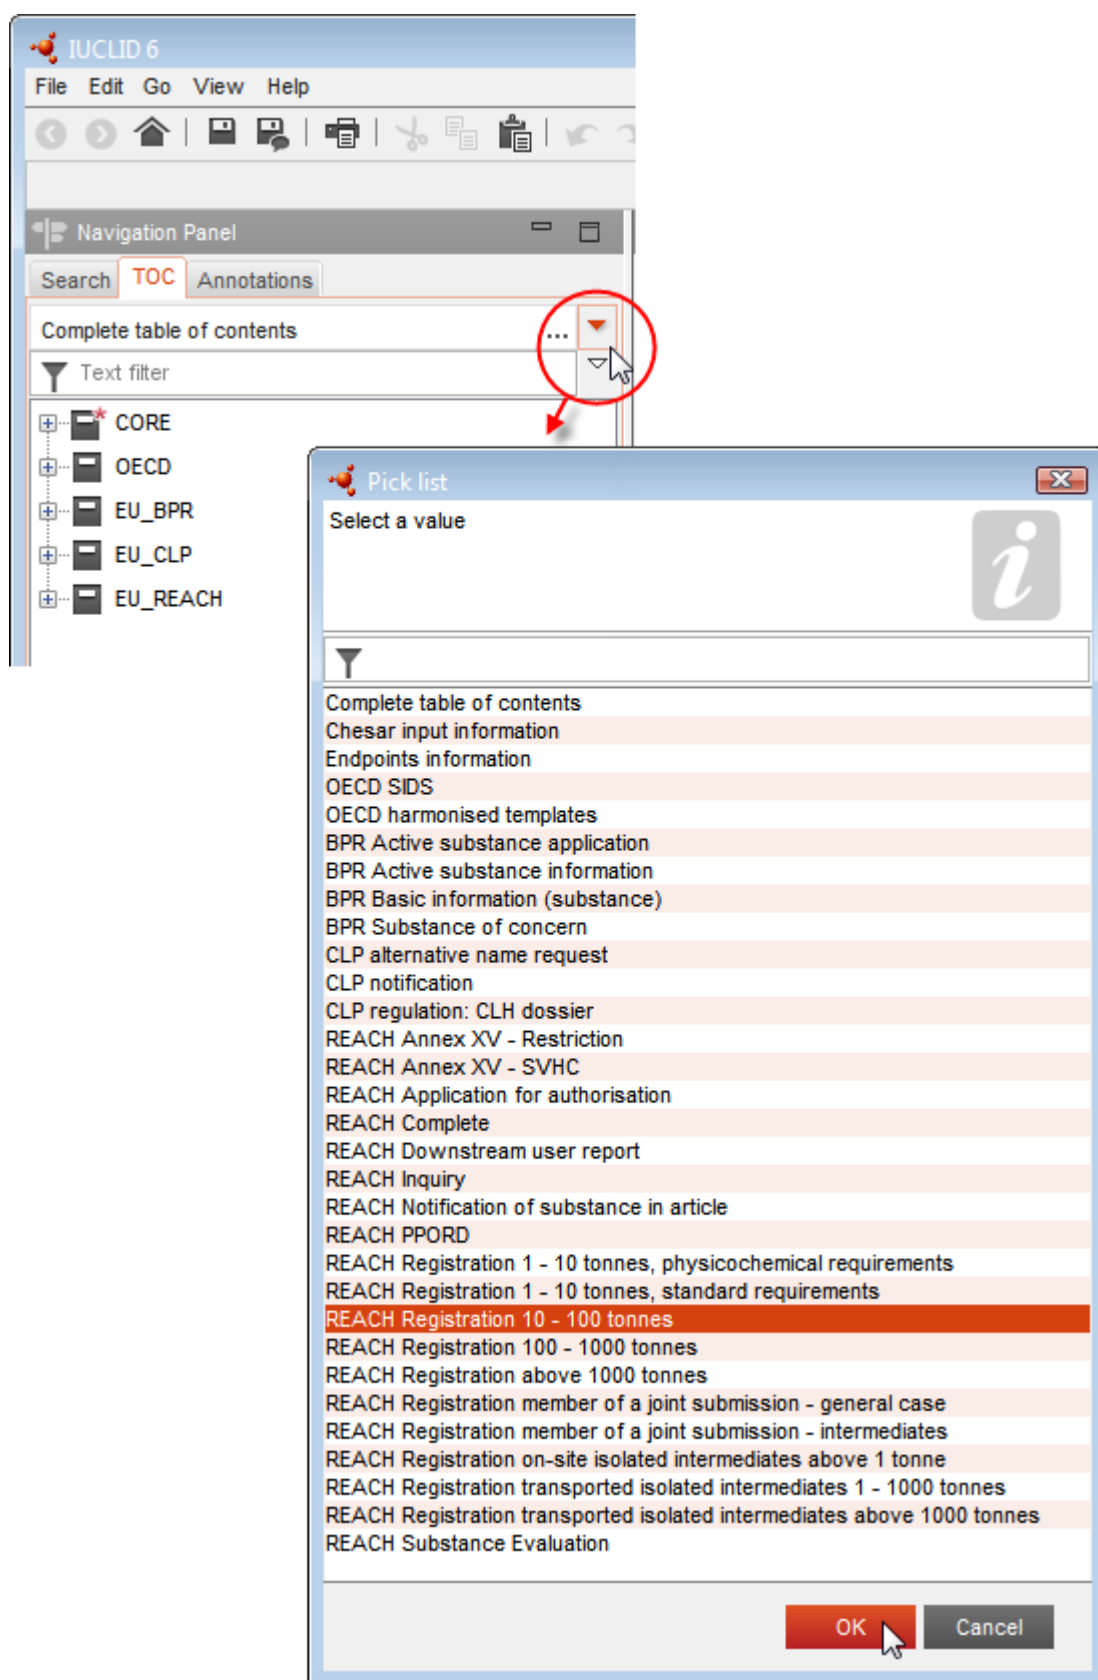 IUCLID 6
File Edit Go View Help
Navigation Panel
Search TOC Annotations
Complete table of contents ...
Text filter
CORE
OECD
EU_BPR
EU_CLP
EU_REACH
Pick list
Select a value
Complete table of contents
Chesar input information
Endpoints information
OECD SIDS
OECD harmonised templates
BPR Active substance application
BPR Active substance information
BPR Basic information (substance)
BPR Substance of concern
CLP alternative name request
CLP notification
CLP regulation: CLH dossier
REACH Annex XV - Restriction
REACH Annex XV - SVHC
REACH Application for authorisation
REACH Complete
REACH Downstream user report
REACH Inquiry
REACH Notification of substance in article
REACH PPORD
REACH Registration 1 - 10 tonnes, physicochemical requirements
REACH Registration 1 - 10 tonnes, standard requirements
REACH Registration 10 - 100 tonnes
REACH Registration 100 - 1000 tonnes
REACH Registration above 1000 tonnes
REACH Registration member of a joint submission - general case
REACH Registration member of a joint submission - intermediates
REACH Registration on-site isolated intermediates above 1 tonne
REACH Registration transported isolated intermediates 1 - 1000 tonnes
REACH Registration transported isolated intermediates above 1000 tonnes
REACH Substance Evaluation
OK Cancel